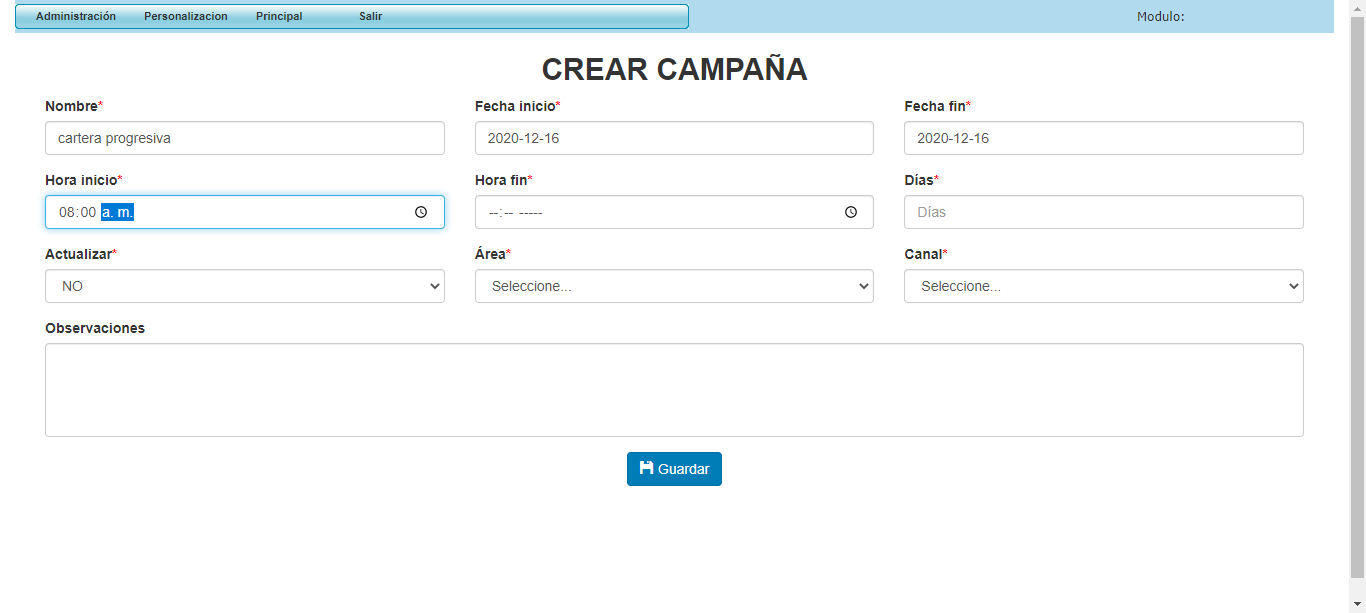 Administración Personalizacion Principal Salir Modulo:
CREAR CAMPAÑA
Nombre* Fecha inicio* Fecha fin*
cartera progresiva 2020-12-16 2020-12-16
Hora inicio* Hora fin* Días*
08:00 a. m. --:-- ----- Días
Actualizar* Área* Canal*
NO Seleccione... Seleccione...
Observaciones
Guardar